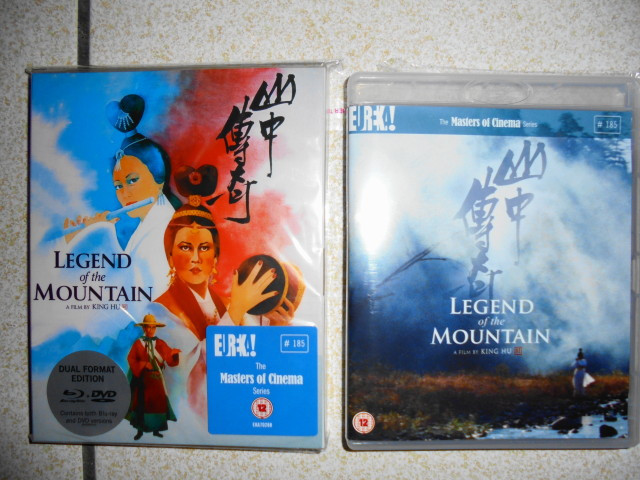 山中
傳奇
LEGEND
of the
MOUNTAIN
A FILM BY KING HU
DUAL FORMAT
EDITION
Blu-ray DVD
Contains both Blu-ray
and DVD versions
EUREKA!
# 185
The
Masters of Cinema
Series
12
EUREKA!
The Masters of Cinema Series
# 185
山中
傳奇
LEGEND
of the
MOUNTAIN
A FILM BY KING HU
12